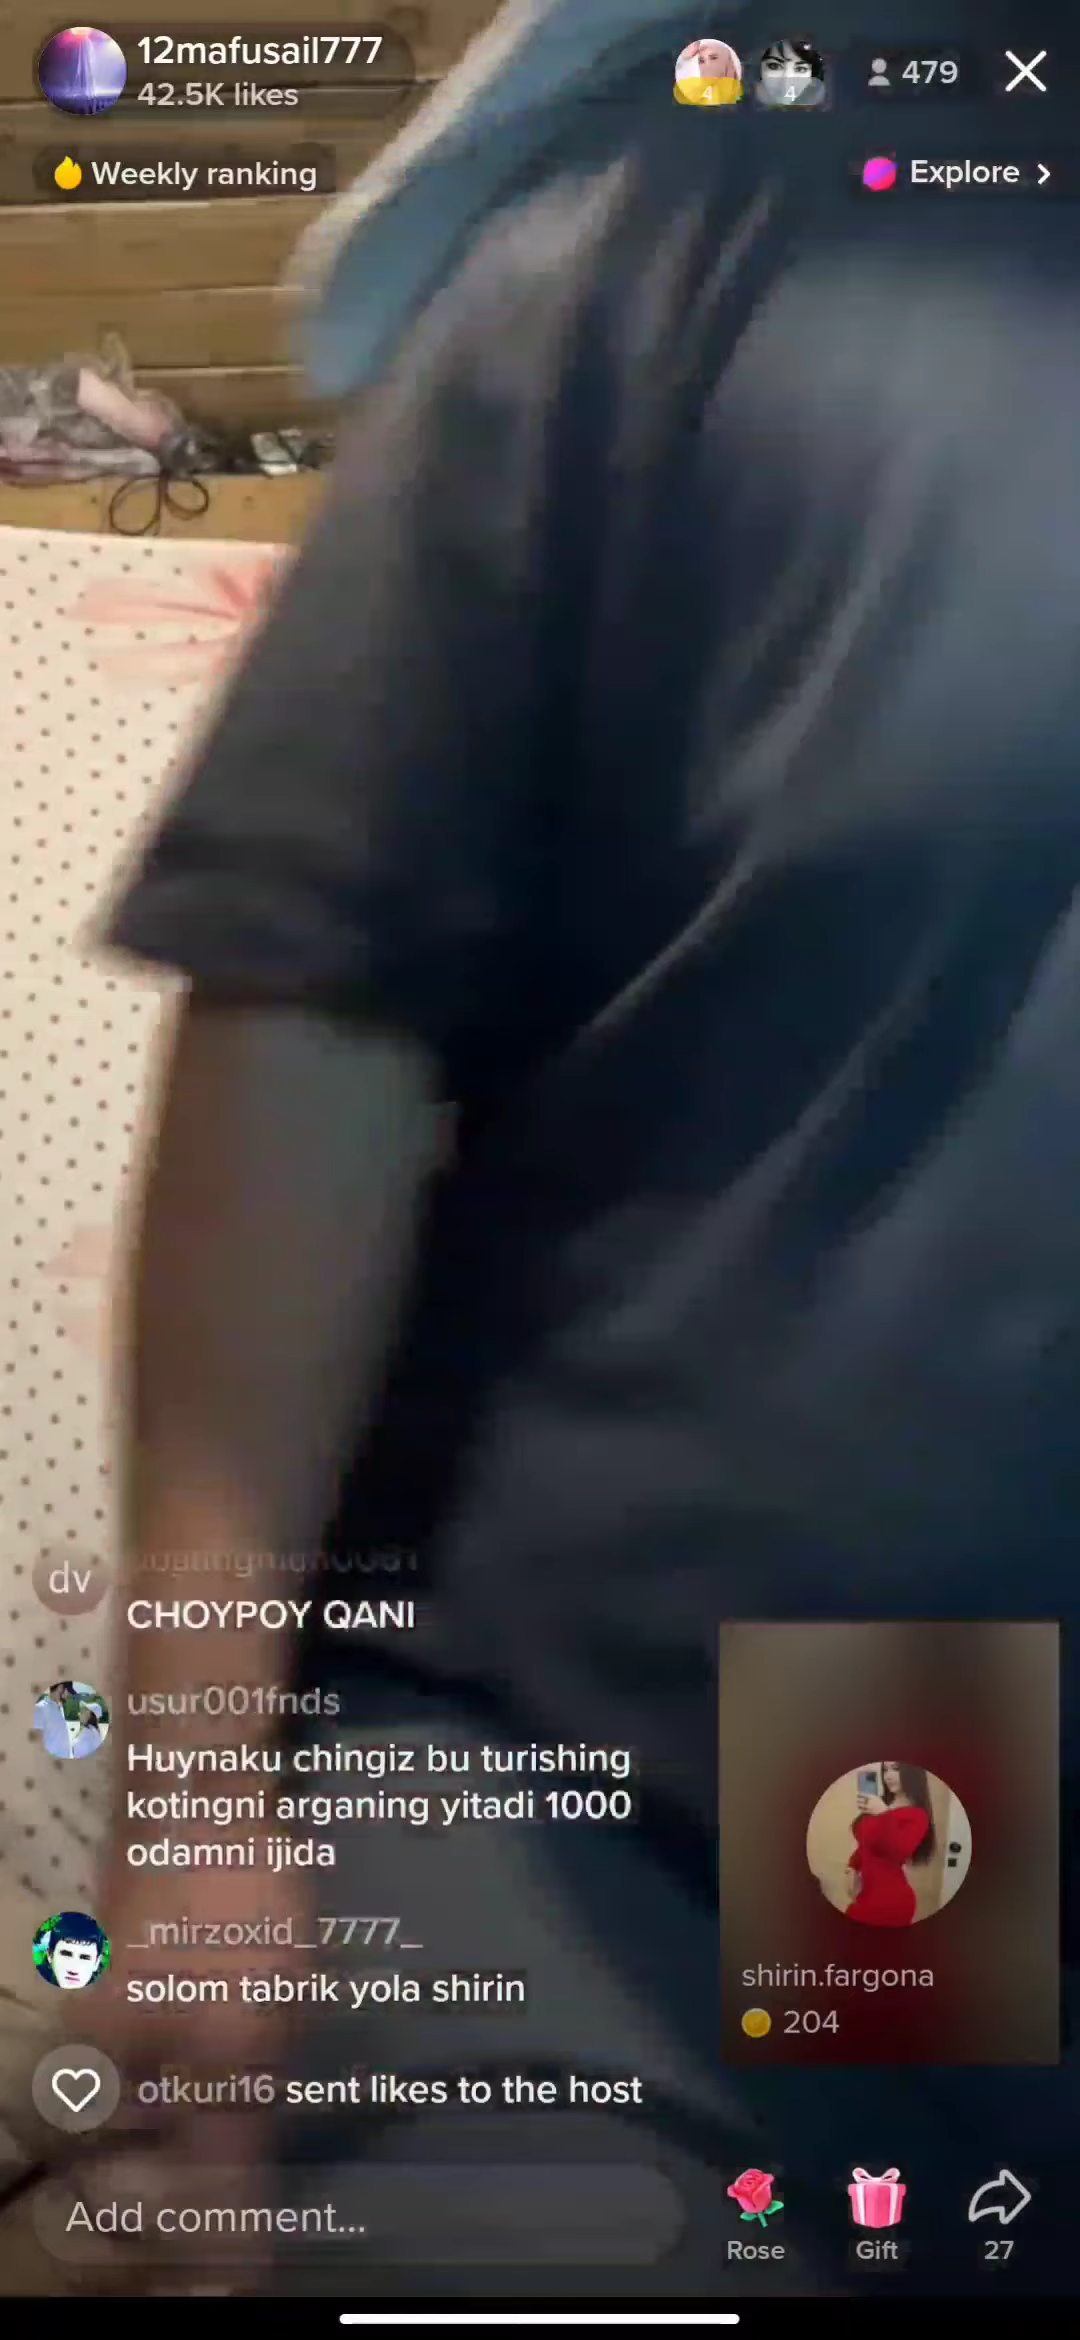 12mafusail777
42.5K likes
4
4
479
Weekly ranking
Explore
dv
CHOYPOY QANI
usur001fnds
Huynaku chingiz bu turishing
kotingni arganing yitadi 1000
odamni ijida
_mirzoxid_7777_
solom tabrik yola shirin
shirin.fargona
204
otkuri16 sent likes to the host
Add comment...
Rose
Gift
27